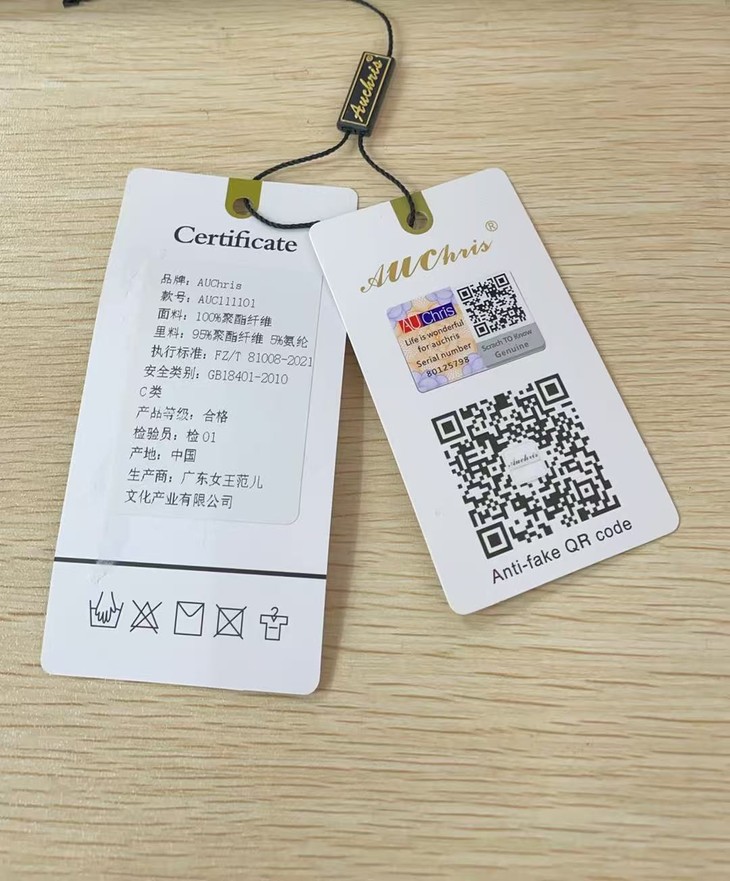 Auchris®
Certificate
品牌：AUChris
款号：AUC111101
面料：100%聚酯纤维
里料：95%聚酯纤维 5%氨纶
执行标准：FZ/T 81008-2021
安全类别：GB18401-2010
C类
产品等级：合格
检验员：检01
产地：中国
生产商：广东女王范儿
文化产业有限公司
AUChris®
AUChris
Life is wonderful
for auchris
Serial number
80125798
Scratch TO Know
Genuine
Auchris
Anti-fake QR code